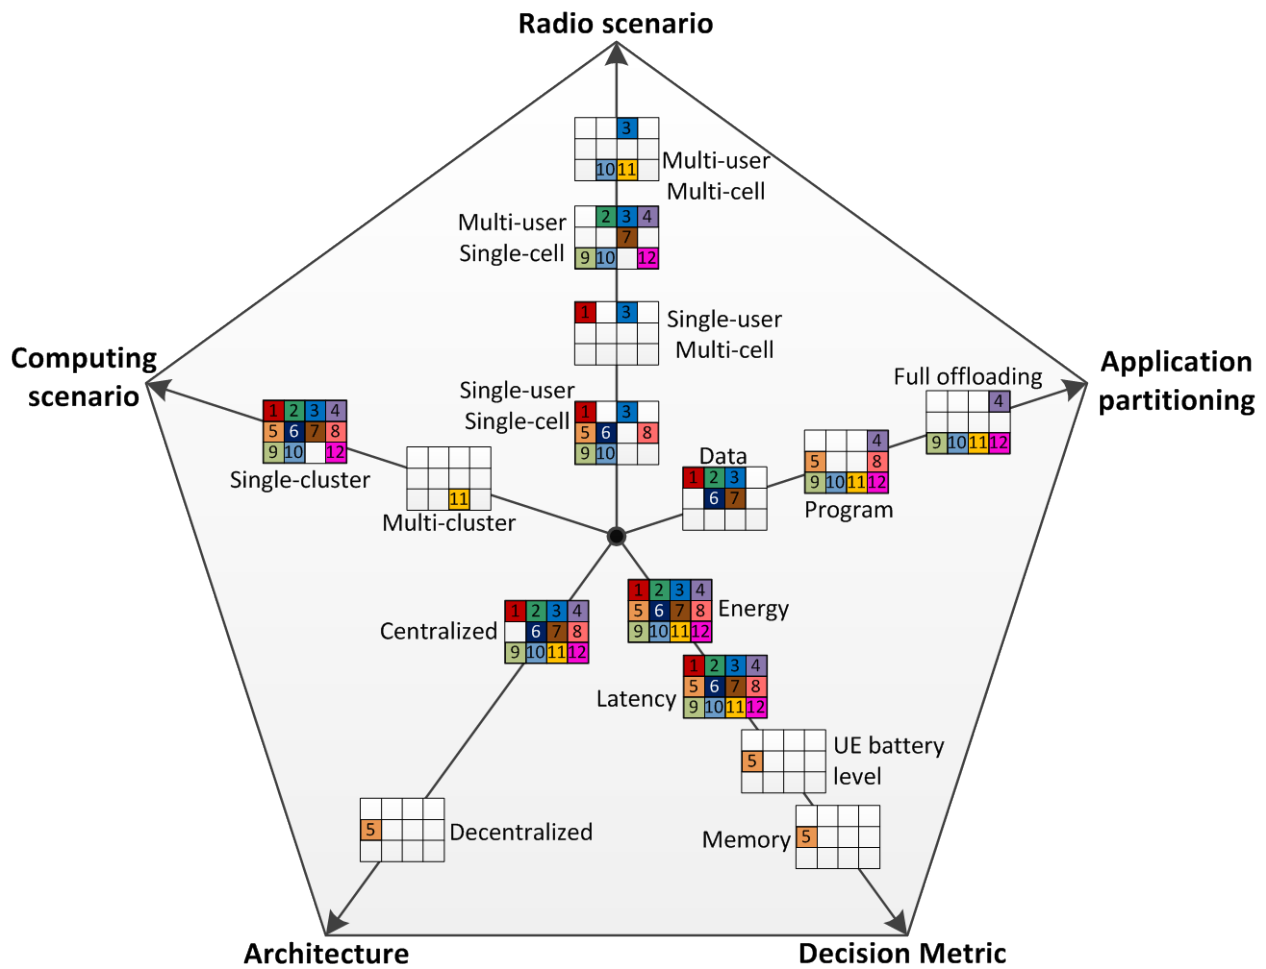 Radio scenario
3
10 11
Multi-user
Multi-cell
Multi-user
Single-cell
2 3 4
7
9 10 12
1 3
Single-user
Multi-cell
Computing
scenario
Application
partitioning
Full offloading
4
9 10 11 12
Single-user
Single-cell
1 3
5 6 8
9 10
1 2 3 4
5 6 7 8
9 10 12
Single-cluster
11
Multi-cluster
Data
1 2 3
6 7
4
5 8
9 10 11 12
Program
Centralized
1 2 3 4
6 7 8
9 10 11 12
1 2 3 4
5 6 7 8
9 10 11 12
Energy
Latency
1 2 3 4
5 6 7 8
9 10 11 12
5
UE battery
level
5
Decentralized
Memory
5
Architecture
Decision Metric